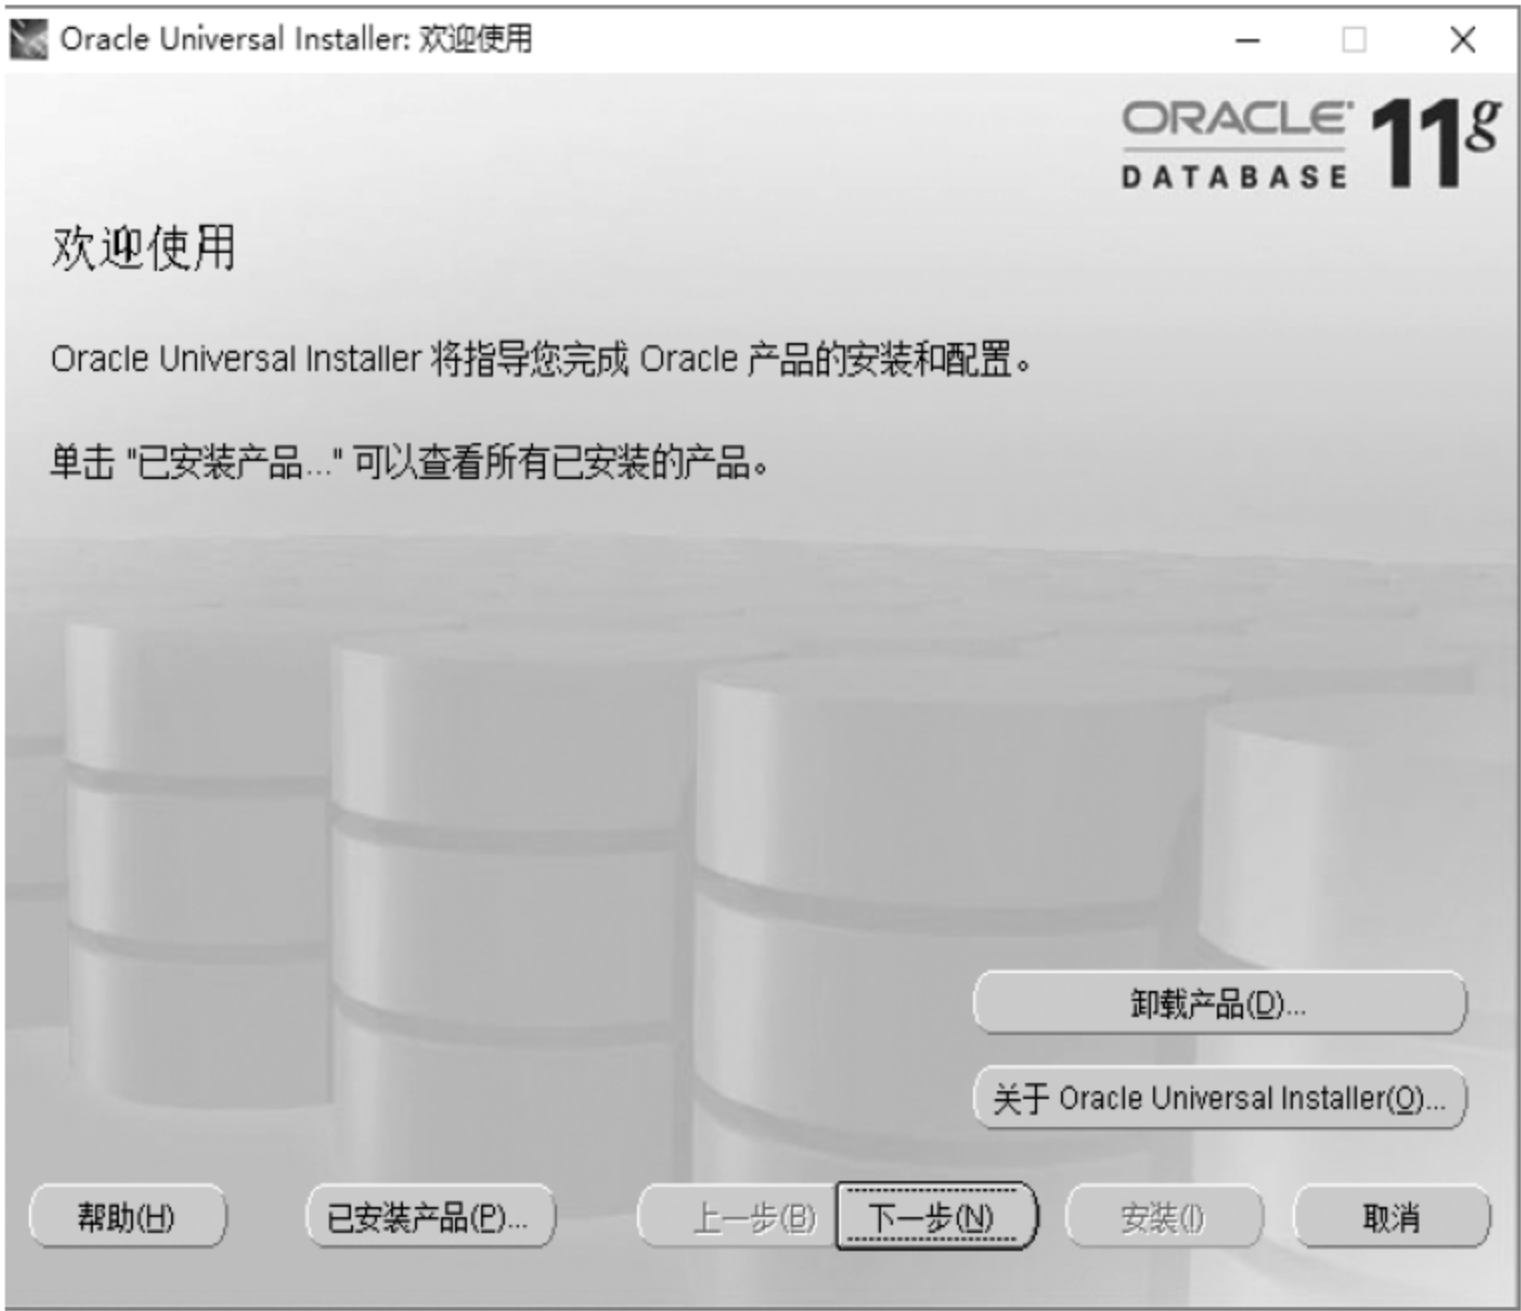 Oracle Universal Installer: 欢迎使用
ORACLE 11g
DATABASE
欢迎使用
Oracle Universal Installer 将指导您完成 Oracle 产品的安装和配置。
单击 "已安装产品..." 可以查看所有已安装的产品。
卸载产品(D)...
关于 Oracle Universal Installer(O)...
帮助(H) 已安装产品(P)... 上一步(B) 下一步(N) 安装(I) 取消